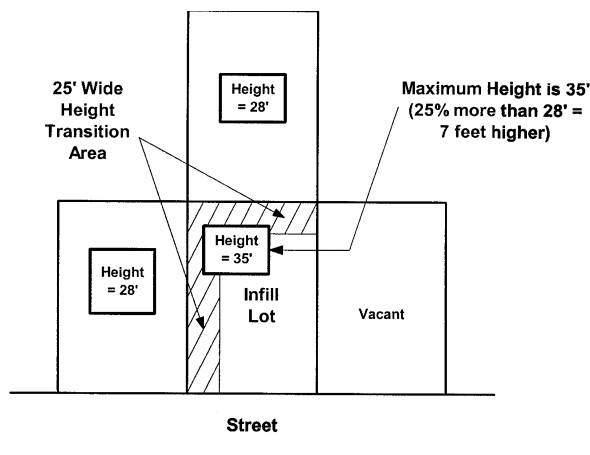 25' Wide
Height
Transition
Area
Height
= 28'
Maximum Height is 35'
(25% more than 28' =
7 feet higher)
Height
= 28'
Height
= 35'
Infill
Lot
Vacant
Street